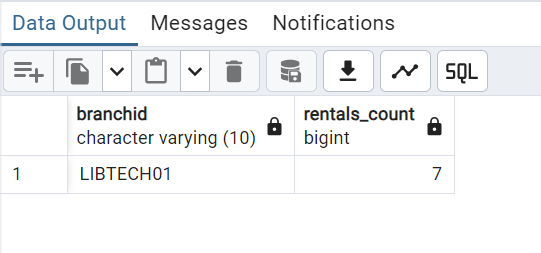 Data Output Messages Notifications
SQL
branchid rentals_count
character varying (10) bigint
1 LIBTECH01 7